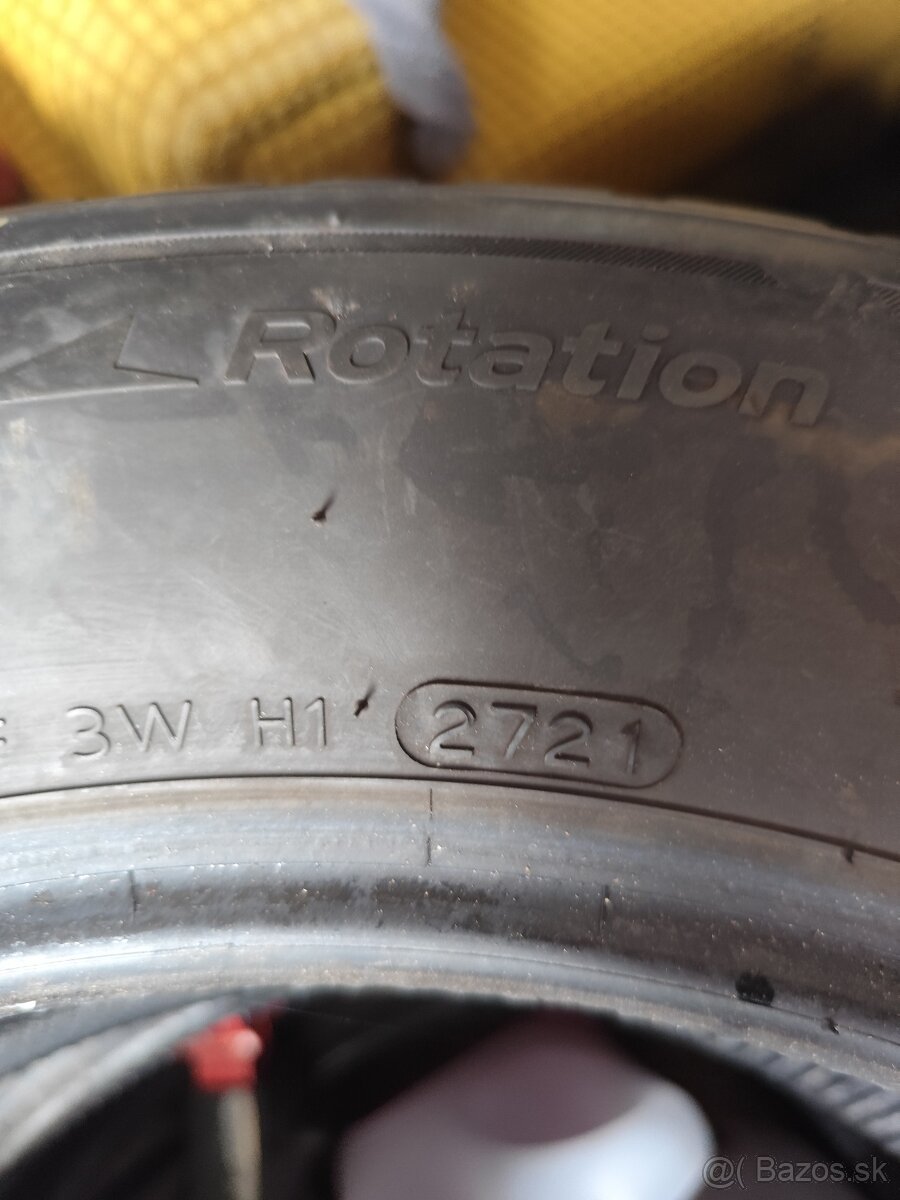 Rotation
3W H1 2721
@( Bazos.sk